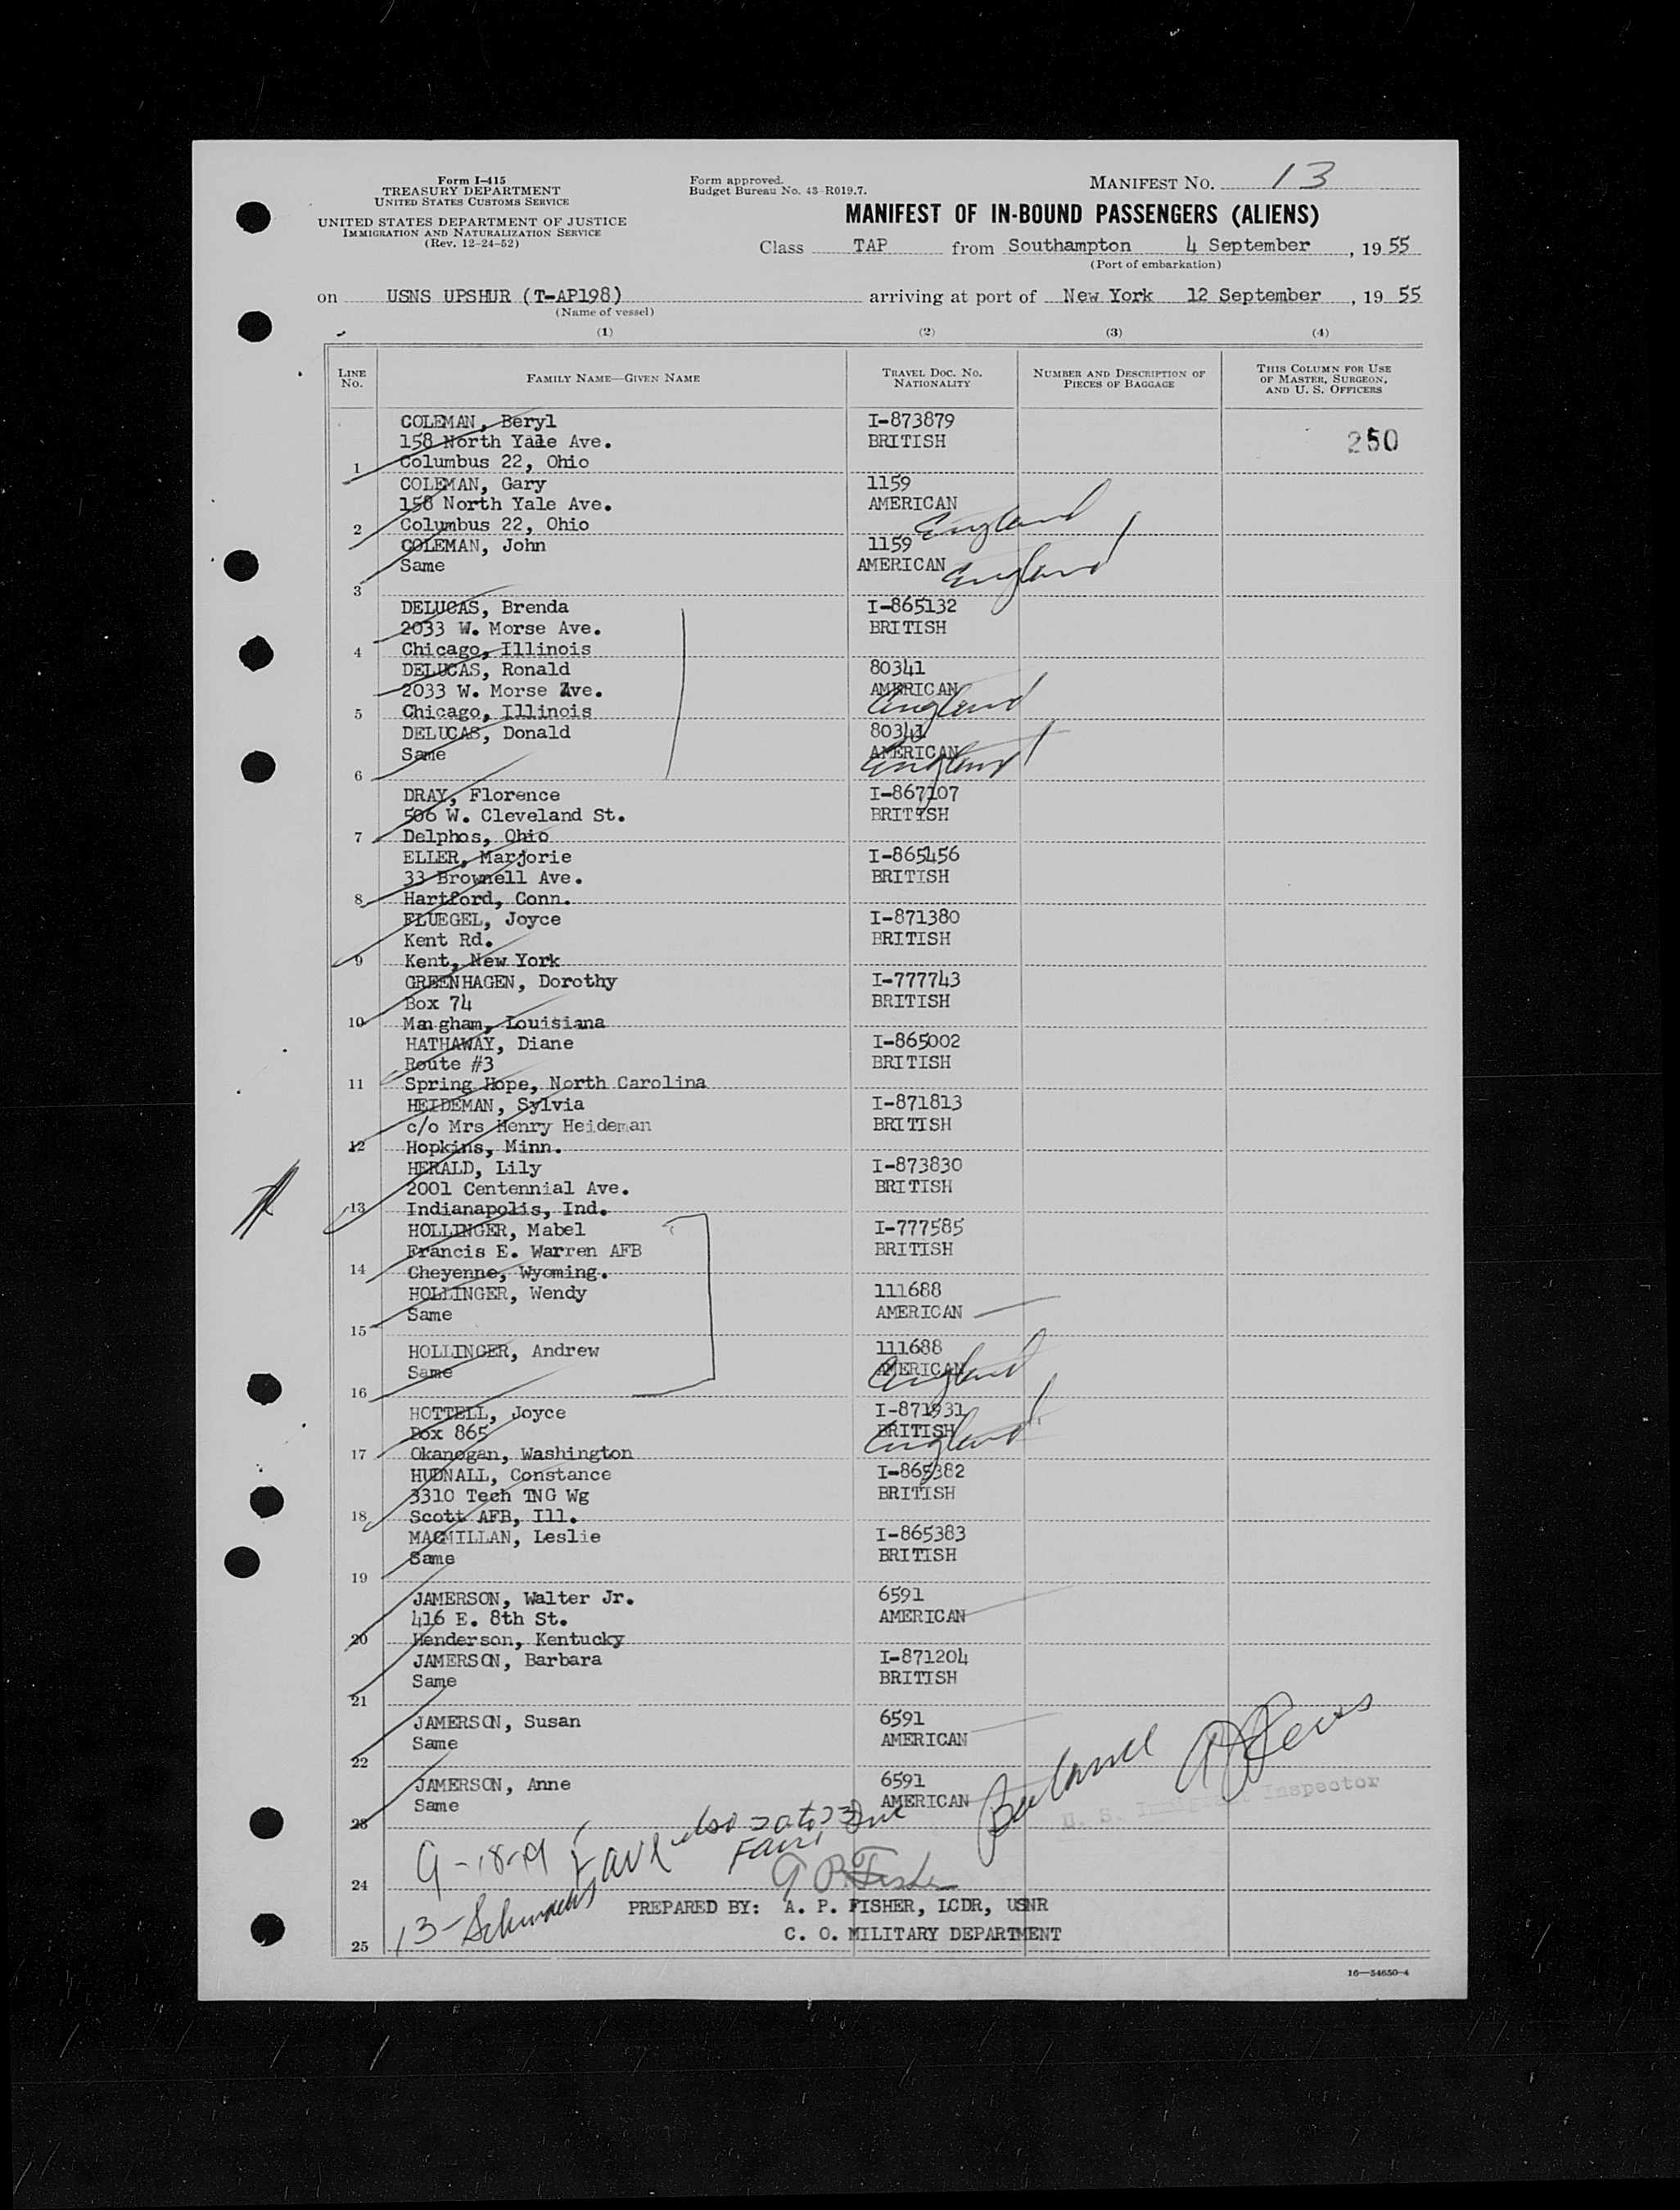 Form I-415
TREASURY DEPARTMENT
UNITED STATES CUSTOMS SERVICE
UNITED STATES DEPARTMENT OF JUSTICE
IMMIGRATION AND NATURALIZATION SERVICE
(Rev. 12-24-52)
Form approved.
Budget Bureau No. 43-R019.7.
MANIFEST NO. 13
MANIFEST OF IN-BOUND PASSENGERS (ALIENS)
Class TAP from Southampton 4 September, 1955
(Port of embarkation)
on USNS UPSHUR (T-AP198) arriving at port of New York 12 September, 1955
(Name of vessel)
(1) (2) (3) (4)
LINE No. FAMILY NAME—GIVEN NAME TRAVEL DOC. NO. NATIONALITY NUMBER AND DESCRIPTION OF PIECES OF BAGGAGE THIS COLUMN FOR USE OF MASTER, SURGEON, AND U. S. OFFICERS
COLEMAN, Beryl I-873879
158 North Yale Ave. BRITISH 250
1 Columbus 22, Ohio
COLEMAN, Gary 1159
158 North Yale Ave. AMERICAN England
2 Columbus 22, Ohio
COLEMAN, John 1159
Same AMERICAN England
3
DELUCAS, Brenda I-865132
2033 W. Morse Ave. BRITISH
4 Chicago, Illinois
DELUCAS, Ronald 80341
2033 W. Morse Ave. AMERICAN England
5 Chicago, Illinois
DELUCAS, Donald 80341
Same AMERICAN England
6
DRAY, Florence I-867107
506 W. Cleveland St. BRITISH
7 Delphos, Ohio
ELLER, Marjorie I-865456
33 Brownell Ave. BRITISH
8 Hartford, Conn.
FLUEGEL, Joyce I-871380
Kent Rd. BRITISH
9 Kent, New York
GREENHAGEN, Dorothy I-777743
Box 74 BRITISH
10 Mangham, Louisiana
HATHAWAY, Diane I-865002
Route #3 BRITISH
11 Spring Hope, North Carolina
HEIDEMAN, Sylvia I-871813
c/o Mrs Henry Heideman BRITISH
12 Hopkins, Minn.
HERALD, Lily I-873830
2001 Centennial Ave. BRITISH
13 Indianapolis, Ind.
HOLLINGER, Mabel I-777585
Francis E. Warren AFB BRITISH
14 Cheyenne, Wyoming.
HOLLINGER, Wendy 111688
Same AMERICAN
15
HOLLINGER, Andrew 111688
Same AMERICAN England
16
HOTTELL, Joyce I-871931
Box 865 BRITISH England
17 Okanogan, Washington
HUDNALL, Constance I-865382
3310 Tech TNG Wg BRITISH
18 Scott AFB, Ill.
MACMILLAN, Leslie I-865383
Same BRITISH
19
JAMERSON, Walter Jr. 6591
416 E. 8th St. AMERICAN
20 Henderson, Kentucky
JAMERSON, Barbara I-871204
Same BRITISH
21
JAMERSON, Susan 6591
Same AMERICAN
22
JAMERSON, Anne 6591
Same AMERICAN
23
U. S. Immigrant Inspector
24
A P Fisher
PREPARED BY: A. P. FISHER, LCDR, USNR
C. O. MILITARY DEPARTMENT
25
16—54650-4